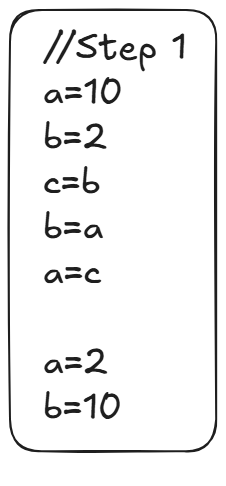 //Step 1
a=10
b=2
c=b
b=a
a=c
a=2
b=10